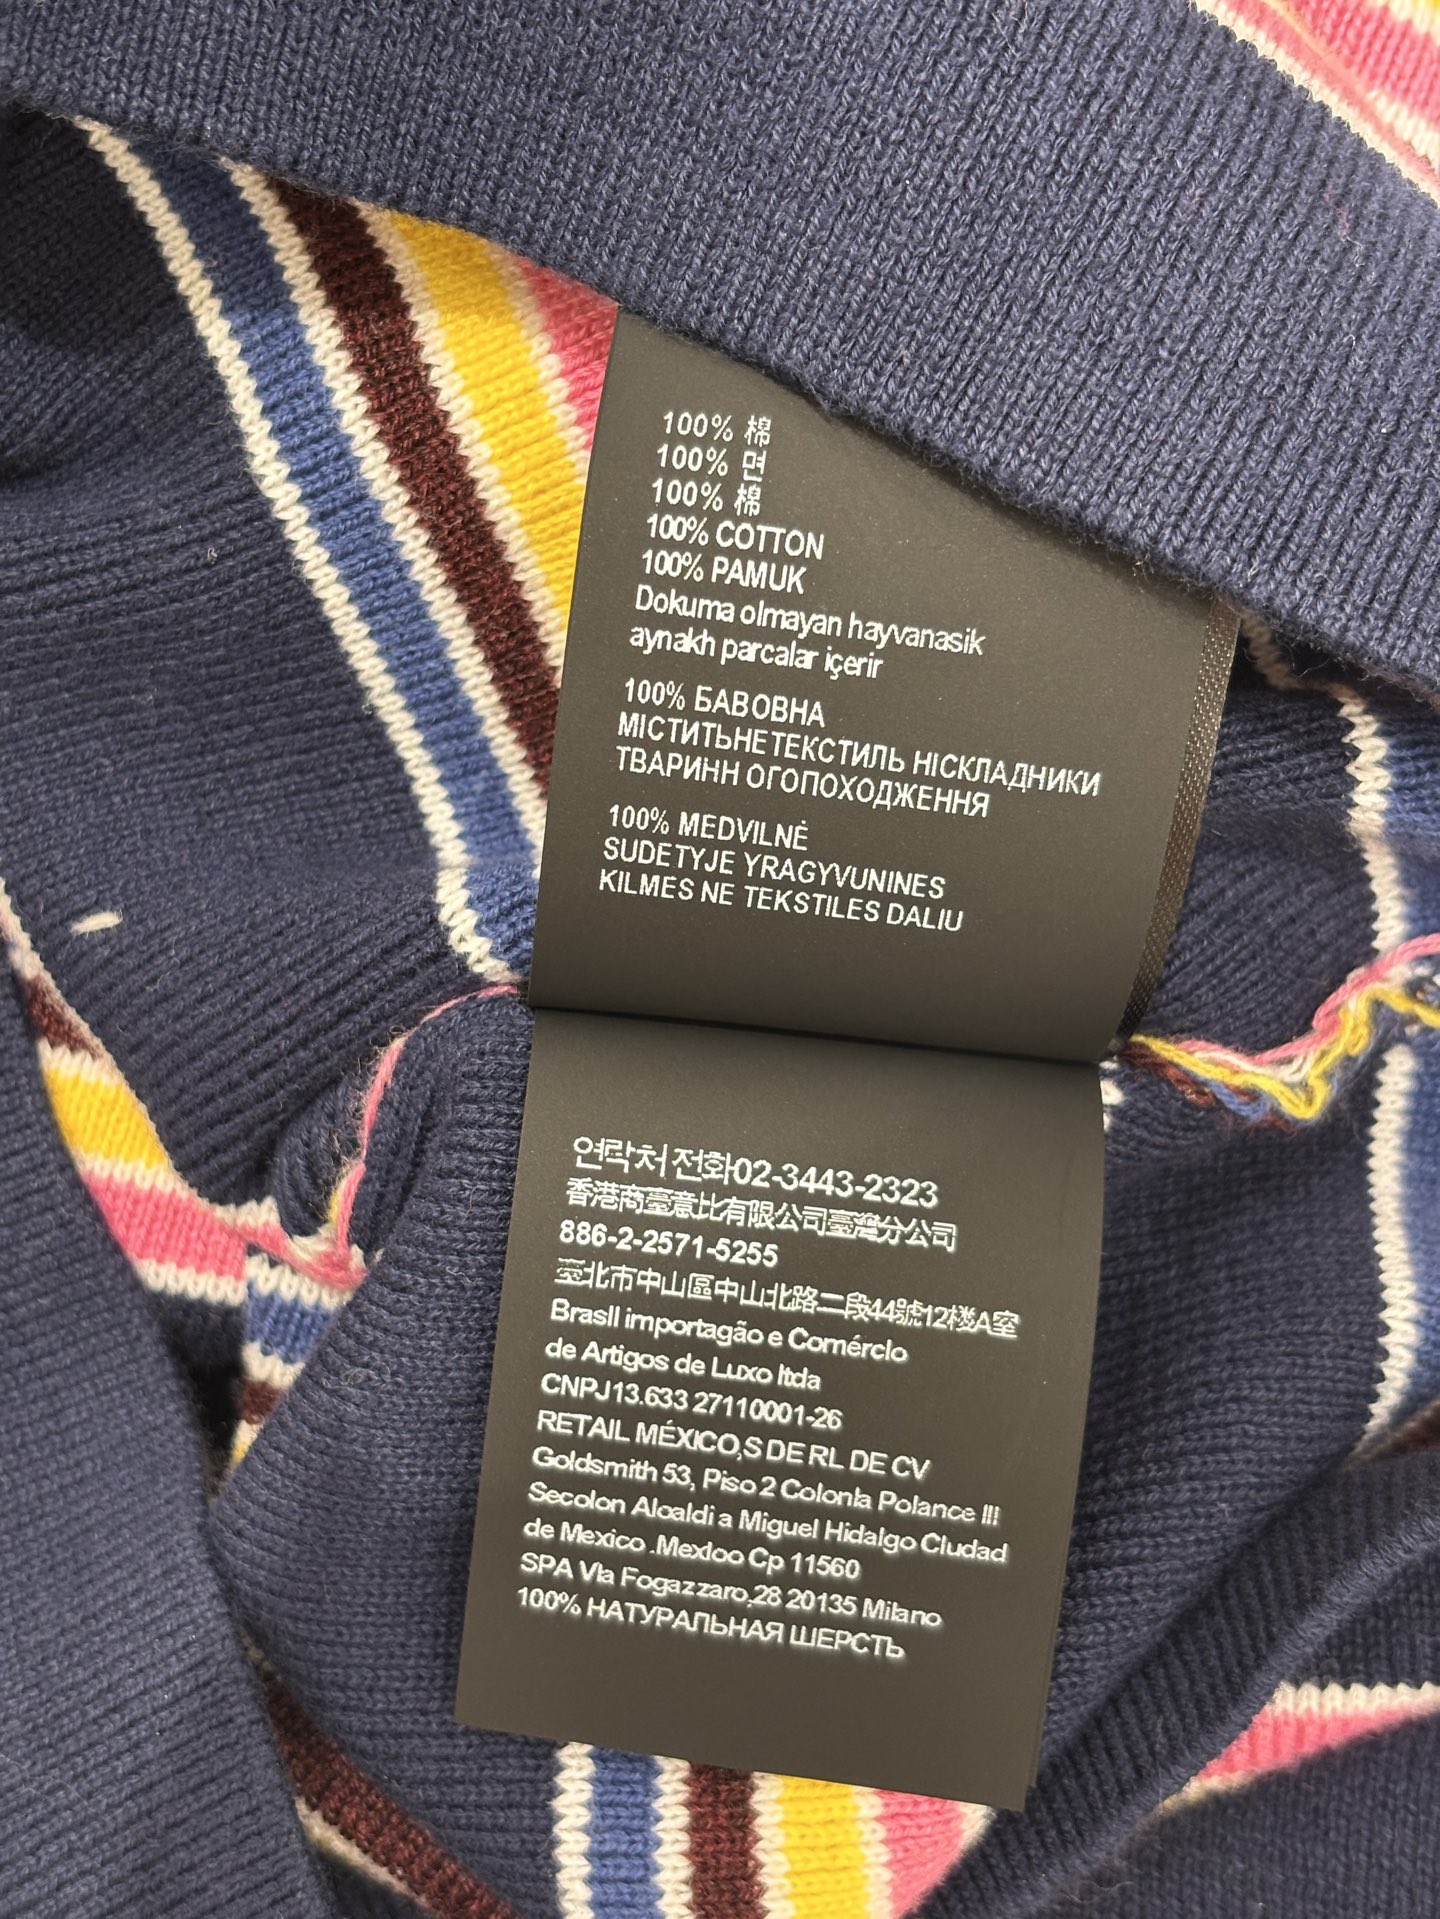 100% 棉
100% 면
100% 棉
100% COTTON
100% PAMUK
Dokuma olmayan hayvanasik
aynakh parcalar içerir
100% БАВОВНА
МІСТИТЬНЕТЕКСТИЛЬ НІСКЛАДНИКИ
ТВАРИНН ОГОПОХОДЖЕННЯ
100% MEDVILNĖ
SUDETYJE YRAGYVUNINES
KILMES NE TEKSTILES DALIU
연락처 전화02-3443-2323
香港商臺意比有限公司臺灣分公司
886-2-2571-5255
臺北市中山區中山北路二段44號12楼A室
Brasll importagão e Comérclo
de Artigos de Luxo ltda
CNPJ13.633 27110001-26
RETAIL MÉXICO,S DE RL DE CV
Goldsmith 53, Piso 2 Colonla Polance III
Secolon Alcaldi a Miguel Hidalgo Cludad
de Mexico .Mexloo Cp 11560
SPA Vla Fogazzaro,28 20135 Milano
100% НАТУРАЛЬНАЯ ШЕРСТЬ